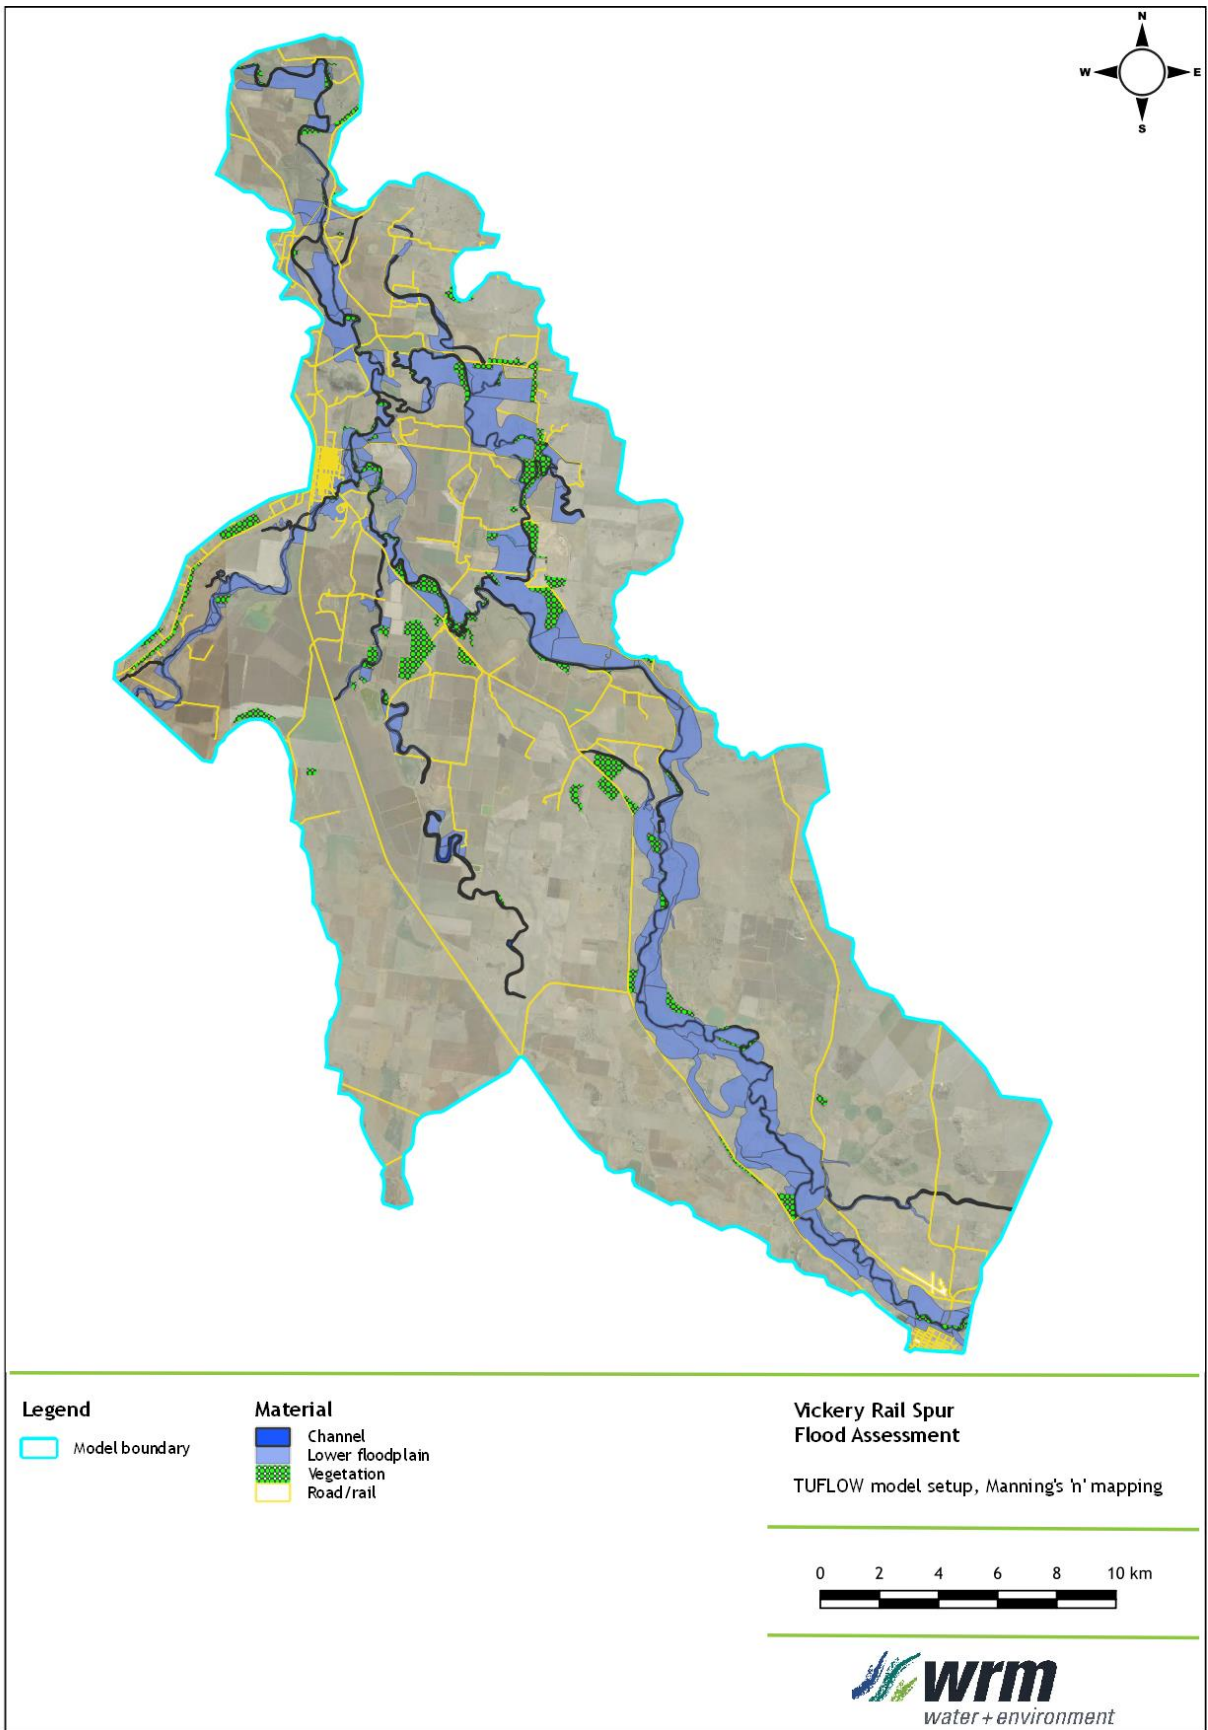 N
W
E
S
Legend
Model boundary
Material
Channel
Lower floodplain
Vegetation
Road/rail
Vickery Rail Spur
Flood Assessment
TUFLOW model setup, Manning's 'n' mapping
0 2 4 6 8 10 km
wrm
water+environment